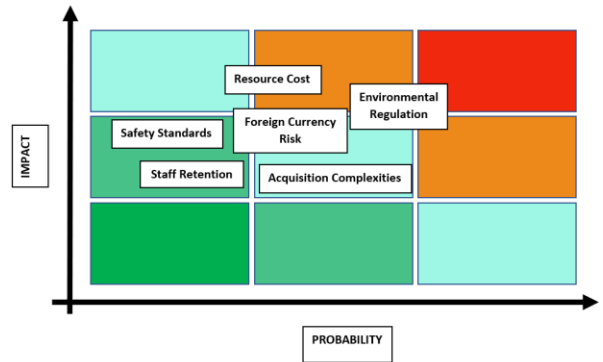 Resource Cost
Environmental
Regulation
Foreign Currency
Risk
Safety Standards
Staff Retention
Acquisition Complexities
IMPACT
PROBABILITY